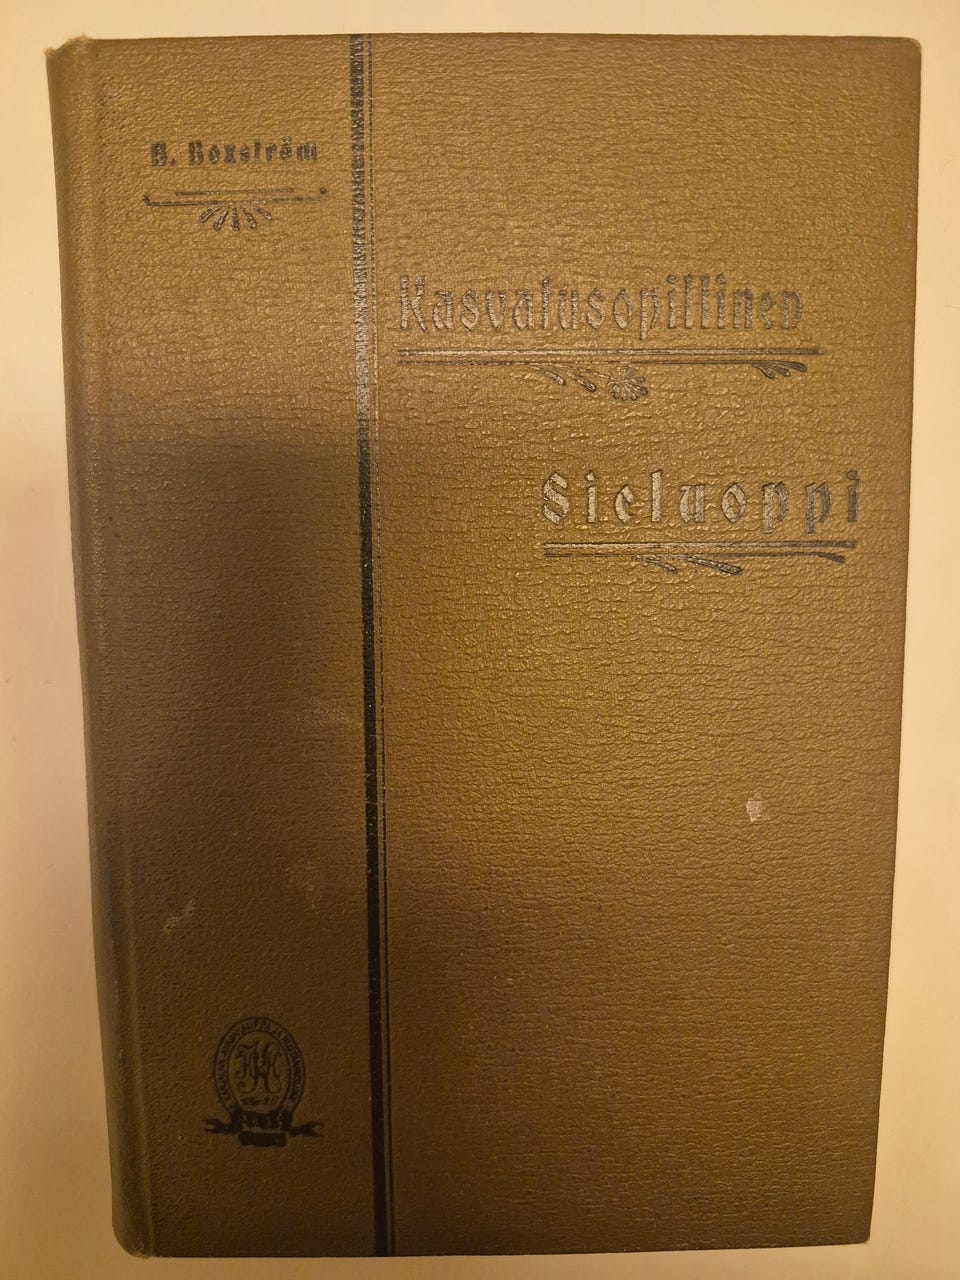 B. Boxström
Kasvatusopillinen
Sieluoppi